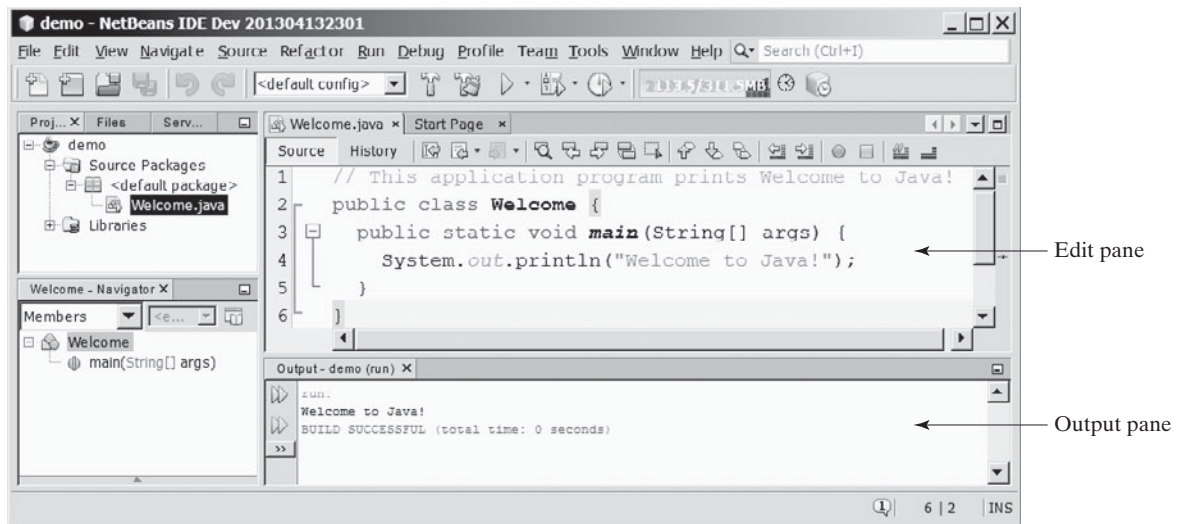 demo - NetBeans IDE Dev 201304132301
File Edit View Navigate Source Refactor Run Debug Profile Team Tools Window Help Search (Ctrl+I)
<default config>
Proj... Files Serv...
demo
Source Packages
<default package>
Welcome.java
Libraries
Welcome - Navigator
Members <e...
Welcome
main(String[] args)
Welcome.java Start Page
Source History
1 // This application program prints Welcome to Java!
2 public class Welcome {
3 public static void main(String[] args) {
4 System.out.println("Welcome to Java!");
5 }
6 }
Edit pane
Output - demo (run)
run:
Welcome to Java!
BUILD SUCCESSFUL (total time: 0 seconds)
>>
Output pane
1 6 | 2 INS